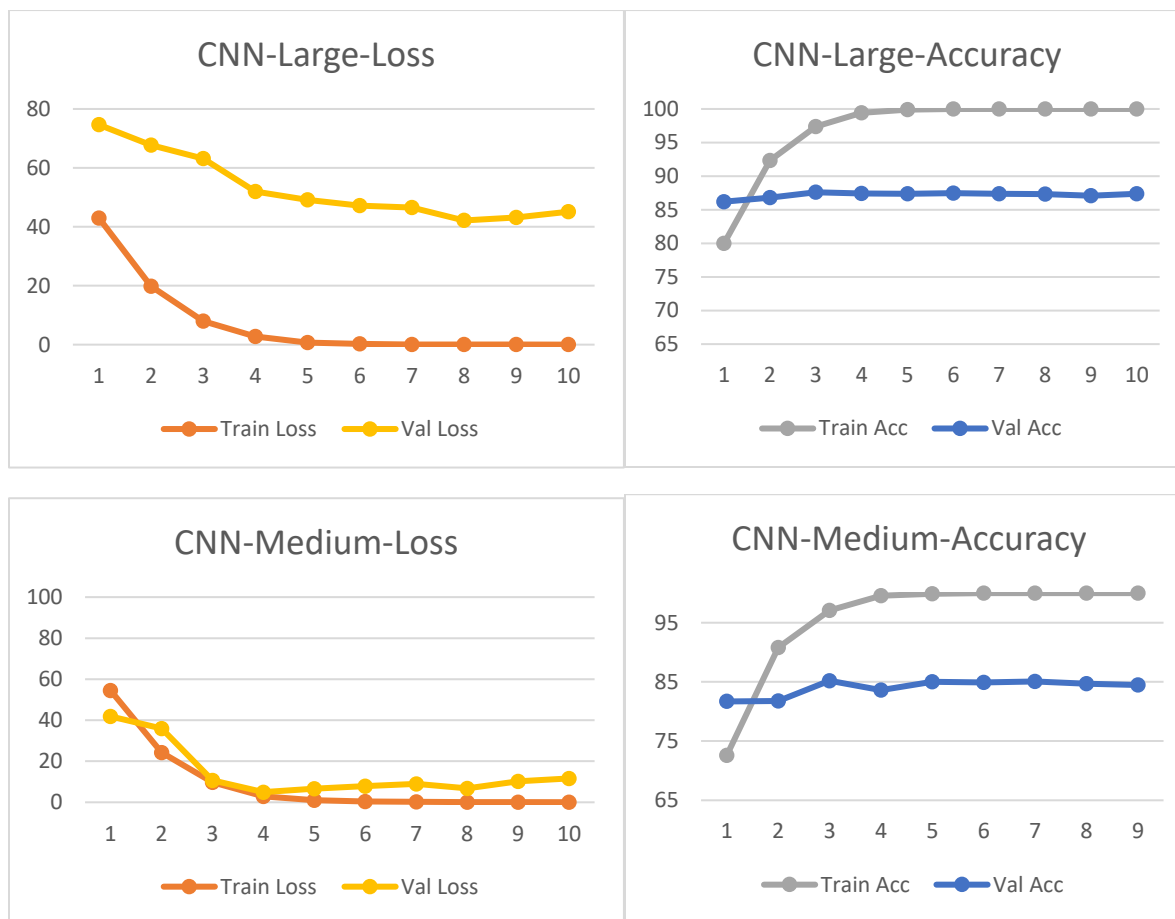 CNN-Large-Loss
80
60
40
20
0
1 2 3 4 5 6 7 8 9 10
Train Loss Val Loss
CNN-Large-Accuracy
100
95
90
85
80
75
70
65
1 2 3 4 5 6 7 8 9 10
Train Acc Val Acc
CNN-Medium-Loss
100
80
60
40
20
0
1 2 3 4 5 6 7 8 9 10
Train Loss Val Loss
CNN-Medium-Accuracy
95
85
75
65
1 2 3 4 5 6 7 8 9
Train Acc Val Acc